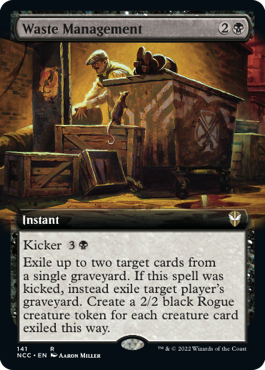 Waste Management 2
Instant
Kicker 3
Exile up to two target cards from
a single graveyard. If this spell was
kicked, instead exile target player's
graveyard. Create a 2/2 black Rogue
creature token for each creature card
exiled this way.
141 R
NCC • EN AARON MILLER
™ & © 2022 Wizards of the Coast